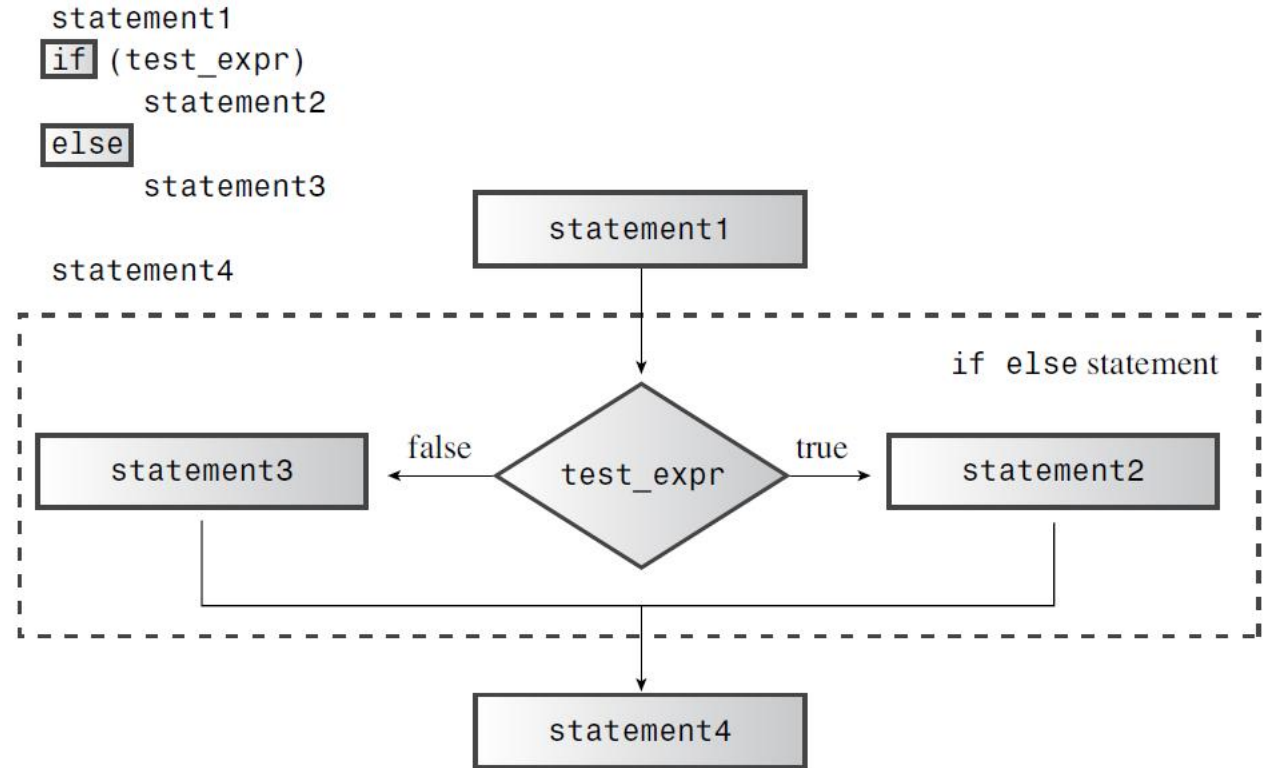 statement1
if (test_expr)
statement2
else
statement3
statement4
statement1
if else statement
false
true
statement3
test_expr
statement2
statement4